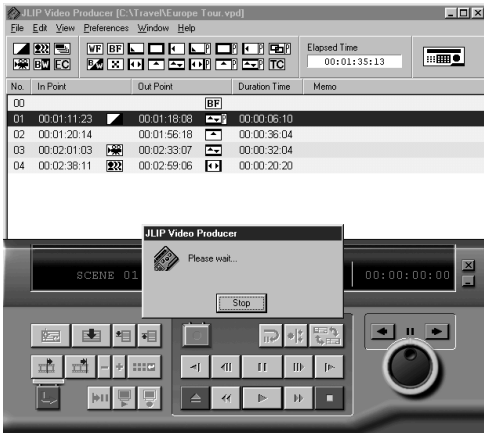 JLIP Video Producer [C:\Travel\Europe Tour.vpd]
File Edit View Preferences Window Help
WF BF P P P Elapsed Time
BW EC P P TC 00:01:35:13
No. In Point Out Point Duration Time Memo
00 BF
01 00:01:11:23 00:01:18:08 P 00:00:06:10
02 00:01:20:14 00:01:56:18 00:00:36:04
03 00:02:01:03 00:02:33:07 00:00:32:04
04 00:02:38:11 00:02:59:06 00:00:20:20
JLIP Video Producer
Please wait...
Stop
SCENE 01
00:00:00:00